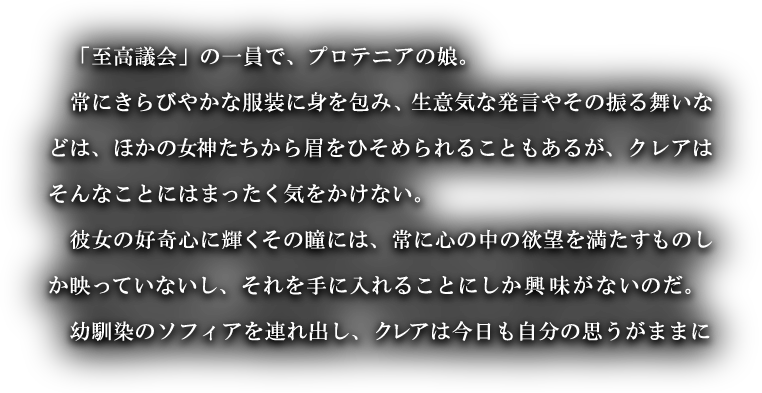 「至高議会」の一員で、プロテニアの娘。
常にきらびやかな服装に身を包み、生意気な発言やその振る舞いな
どは、ほかの女神たちから眉をひそめられることもあるが、クレアは
そんなことにはまったく気をかけない。
彼女の好奇心に輝くその瞳には、常に心の中の欲望を満たすものし
か映っていないし、それを手に入れることにしか興味がないのだ。
幼馴染のソフィアを連れ出し、クレアは今日も自分の思うがままに